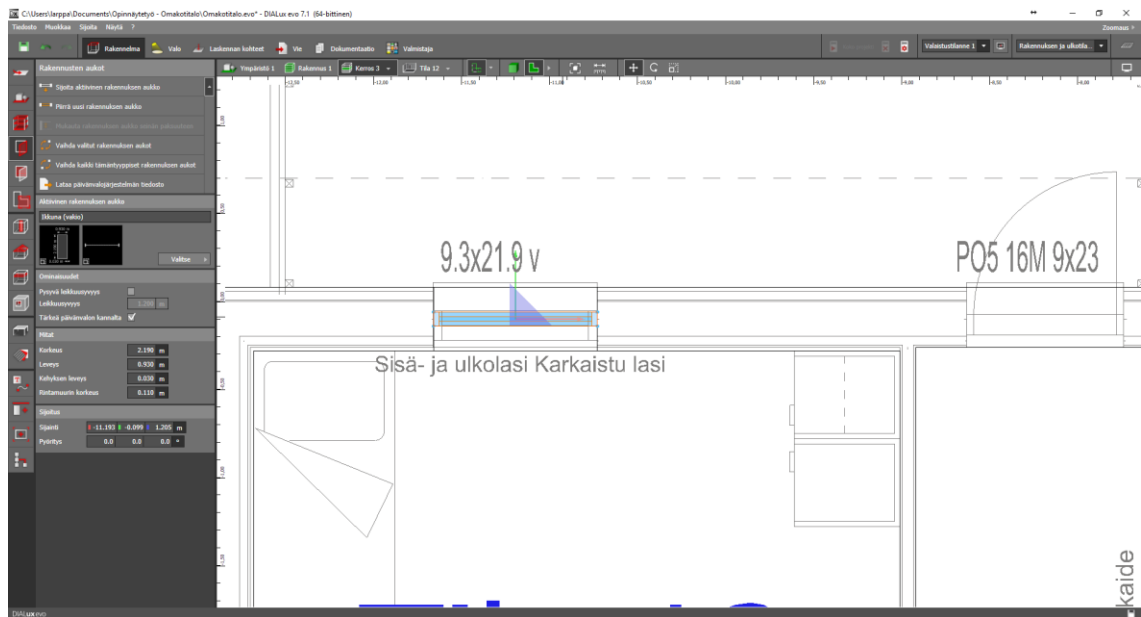 C:\Users\Jarppa\Documents\Opinnäytetyö - Omakotitalo\Omakotitalo.evo* - DIALux evo 7.1 (64-bittinen)
Tiedosto Muokkaa Sijoita Näytä ?
Zoomaus >
Rakennelma Valo Laskennan kohteet Vie Dokumentaatio Valmistaja
Valaistustilanne 1
Rakennuksen ja ulkotila...
Rakennusten aukot
Ympäristö 1 Rakennus 1 Kerros 3 Tila 12
Sijoita aktiivinen rakennuksen aukko
Piirrä uusi rakennuksen aukko
Vaihda valitut rakennuksen aukot
Vaihda kaikki tämäntyyppiset rakennuksen aukot
Lataa päivänvalojärjestelmän tiedosto
Aktiivinen rakennuksen aukko
Ikkuna (vakio)
Valitse
Ominaisuudet
Pysyvä leikkuusyvyys
Leikkuusyvyys 1.200 m
Tärkeä päivänvalon kannalta
Mitat
Korkeus 2.190 m
Leveys 0.930 m
Kehyksen leveys 0.030 m
Rintamuurin korkeus 0.110 m
Sijoitus
Sijainti -11.193 -0.099 1.205 m
Pyöritys 0.0 0.0 0.0 °
9.3x21.9 v
PO5 16M 9x23
Sisä- ja ulkolasi Karkaistu lasi
kaide
DIALux evo